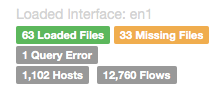 Loaded Interface: en1
63 Loaded Files 33 Missing Files
1 Query Error
1,102 Hosts 12,760 Flows